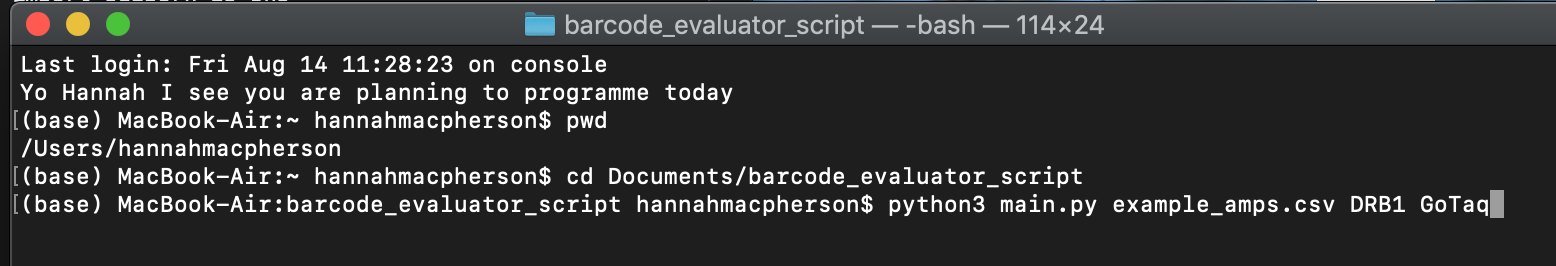 barcode_evaluator_script — -bash — 114×24
Last login: Fri Aug 14 11:28:23 on console
Yo Hannah I see you are planning to programme today
[(base) MacBook-Air:~ hannahmacpherson$ pwd
/Users/hannahmacpherson
[(base) MacBook-Air:~ hannahmacpherson$ cd Documents/barcode_evaluator_script
[(base) MacBook-Air:barcode_evaluator_script hannahmacpherson$ python3 main.py example_amps.csv DRB1 GoTaq